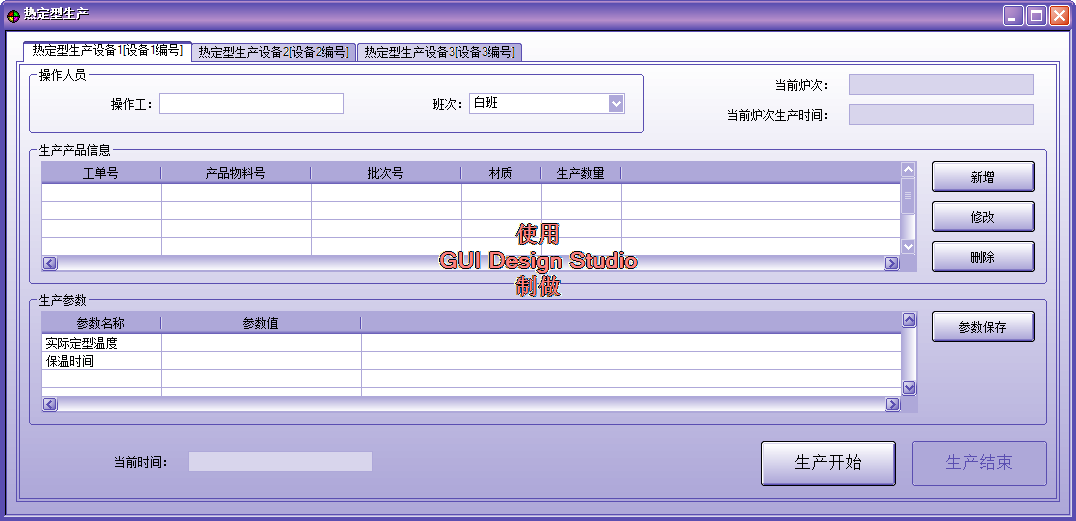 热定型生产
热定型生产设备1[设备1编号] 热定型生产设备2[设备2编号] 热定型生产设备3[设备3编号]
操作人员
操作工： 班次： 白班
当前炉次：
当前炉次生产时间：
生产产品信息
工单号 产品物料号 批次号 材质 生产数量
新增
修改
删除
使用
GUI Design Studio
制做
生产参数
参数名称 参数值
实际定型温度
保温时间
参数保存
当前时间：
生产开始 生产结束